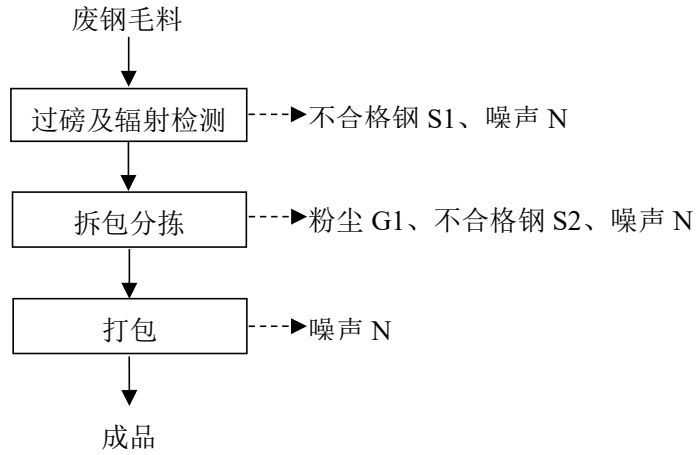 废钢毛料
过磅及辐射检测
不合格钢 S1、噪声 N
拆包分拣
粉尘 G1、不合格钢 S2、噪声 N
打包
噪声 N
成品